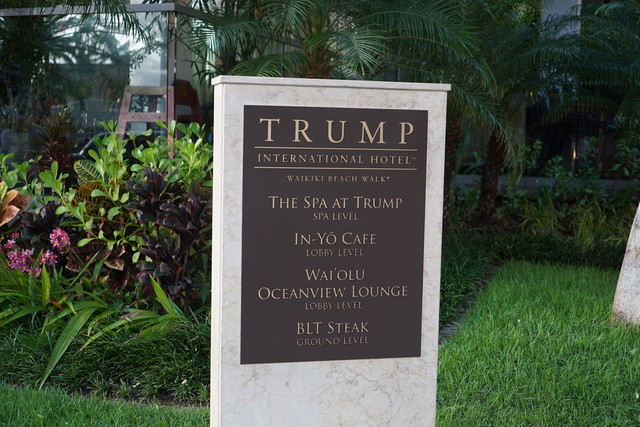 TRUMP
INTERNATIONAL HOTEL™
WAIKIKI BEACH WALK®
THE SPA AT TRUMP
SPA LEVEL
IN-YŌ CAFE
LOBBY LEVEL
WAI'OLU
OCEANVIEW LOUNGE
LOBBY LEVEL
BLT STEAK
GROUND LEVEL